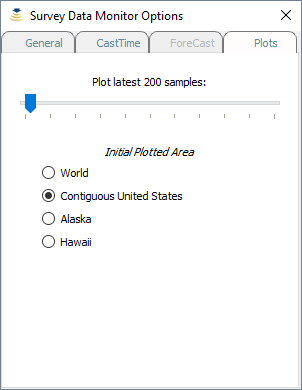 Survey Data Monitor Options
General CastTime ForeCast Plots
Plot latest 200 samples:
Initial Plotted Area
World
Contiguous United States
Alaska
Hawaii